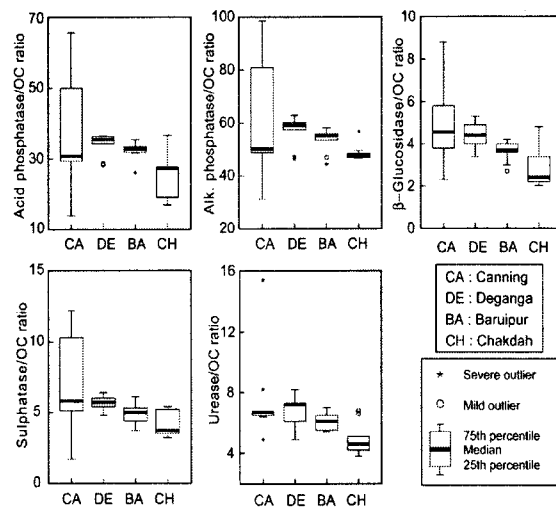 Acid phosphatase/OC ratio
70
50
30
10
CA DE BA CH
Alk. phosphatase/OC ratio
100
80
60
40
20
CA DE BA CH
β-Glucosidase/OC ratio
10
8
6
4
2
0
CA DE BA CH
CA : Canning
DE : Deganga
BA : Baruipur
CH : Chakdah
Sulphatase/OC ratio
15
10
5
0
CA DE BA CH
Urease/OC ratio
16
12
8
4
CA DE BA CH
* Severe outlier
o Mild outlier
75th percentile
Median
25th percentile